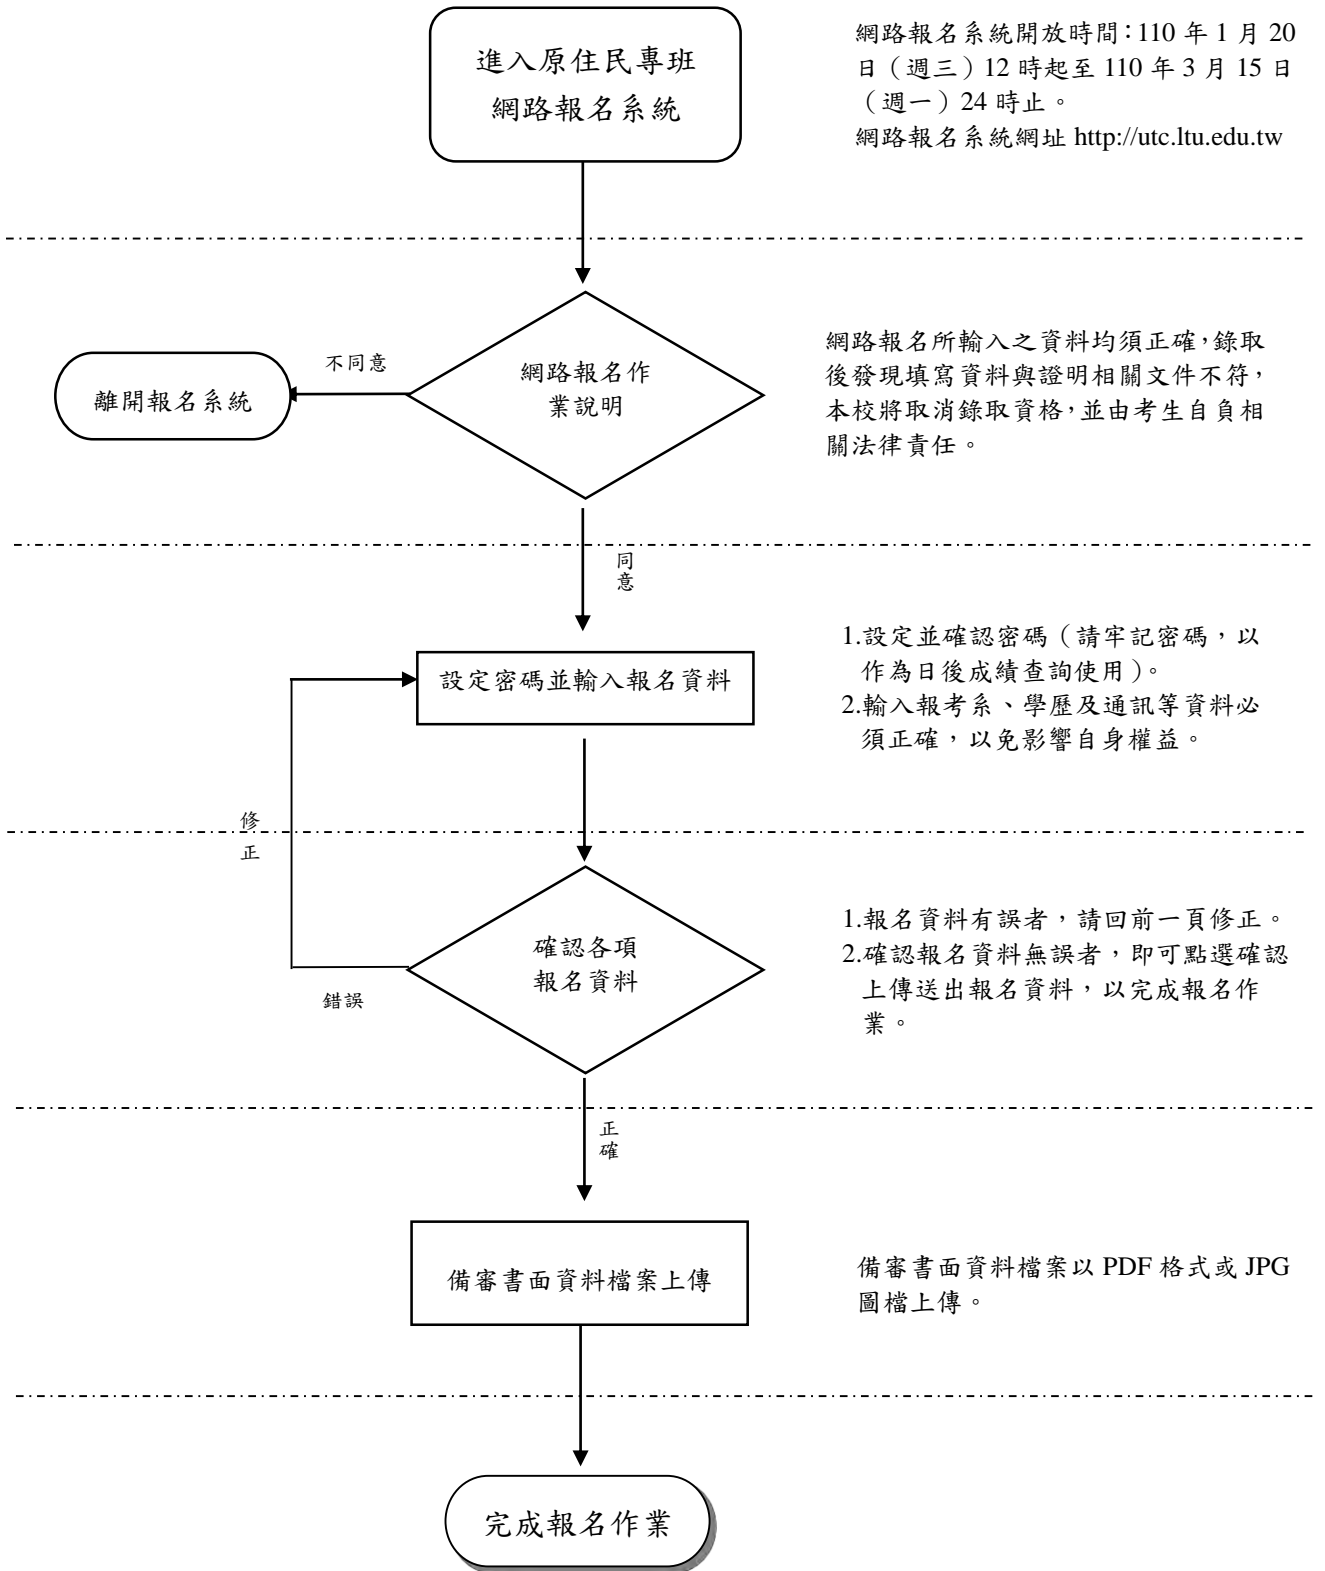 進入原住民專班
網路報名系統
網路報名系統開放時間：110 年 1 月 20
日（週三）12 時起至 110 年 3 月 15 日
（週一）24 時止。
網路報名系統網址 http://utc.ltu.edu.tw
網路報名作
業說明
不同意
離開報名系統
網路報名所輸入之資料均須正確，錄取
後發現填寫資料與證明相關文件不符，
本校將取消錄取資格，並由考生自負相
關法律責任。
同
意
設定密碼並輸入報名資料
1.設定並確認密碼（請牢記密碼，以
作為日後成績查詢使用）。
2.輸入報考系、學歷及通訊等資料必
須正確，以免影響自身權益。
修
正
確認各項
報名資料
錯誤
1.報名資料有誤者，請回前一頁修正。
2.確認報名資料無誤者，即可點選確認
上傳送出報名資料，以完成報名作
業。
正
確
備審書面資料檔案上傳
備審書面資料檔案以 PDF 格式或 JPG
圖檔上傳。
完成報名作業